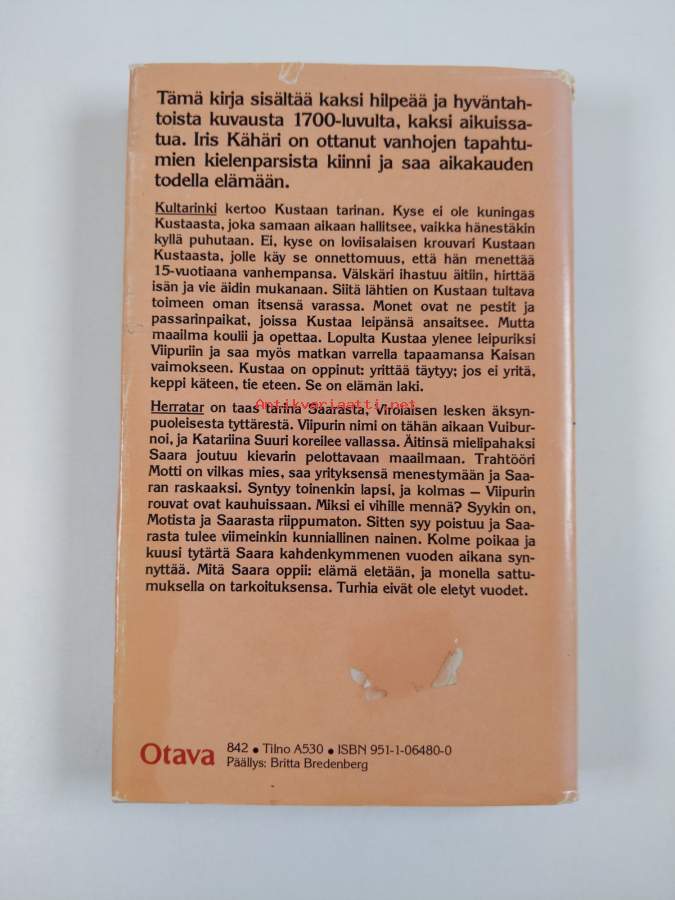 Tämä kirja sisältää kaksi hilpeää ja hyväntah-
toista kuvausta 1700-luvulta, kaksi aikuissa-
tua. Iris Kähäri on ottanut vanhojen tapahtu-
mien kielenparsista kiinni ja saa aikakauden
todella elämään.
Kultarinki kertoo Kustaan tarinan. Kyse ei ole kuningas
Kustaasta, joka samaan aikaan hallitsee, vaikka hänestäkin
kyllä puhutaan. Ei, kyse on loviisalaisen krouvari Kustaan
Kustaasta, jolle käy se onnettomuus, että hän menettää
15-vuotiaana vanhempansa. Välskäri ihastuu äitiin, hirttää
isän ja vie äidin mukanaan. Siitä lähtien on Kustaan tultava
toimeen oman itsensä varassa. Monet ovat ne pestit ja
passarinpaikat, joissa Kustaa leipänsä ansaitsee. Mutta
maailma koulii ja opettaa. Lopulta Kustaa ylenee leipuriksi
Viipuriin ja saa myös matkan varrella tapaamansa Kaisan
vaimokseen. Kustaa on oppinut: yrittää täytyy; jos ei yritä,
keppi käteen, tie eteen. Se on elämän laki.
Antikvariaatti.net
Herratar on taas tarina Saarasta, Virolaisen lesken äksyn-
puoleisesta tyttärestä. Viipurin nimi on tähän aikaan Vuibur-
noi, ja Katariina Suuri koreilee vallassa. Äitinsä mielipahaksi
Saara joutuu kievarin pelottavaan maailmaan. Trahtööri
Motti on vilkas mies, saa yrityksensä menestymään ja Saa-
ran raskaaksi. Syntyy toinenkin lapsi, ja kolmas – Viipurin
rouvat ovat kauhuissaan. Miksi ei vihille mennä? Syykin on,
Motista ja Saarasta riippumaton. Sitten syy poistuu ja Saa-
rasta tulee viimeinkin kunniallinen nainen. Kolme poikaa ja
kuusi tytärtä Saara kahdenkymmenen vuoden aikana syn-
nyttää. Mitä Saara oppii: elämä eletään, ja monella sattu-
muksella on tarkoituksensa. Turhia eivät ole eletyt vuodet.
Otava
842 • Tilno A530 • ISBN 951-1-06480-0
Päällys: Britta Bredenberg